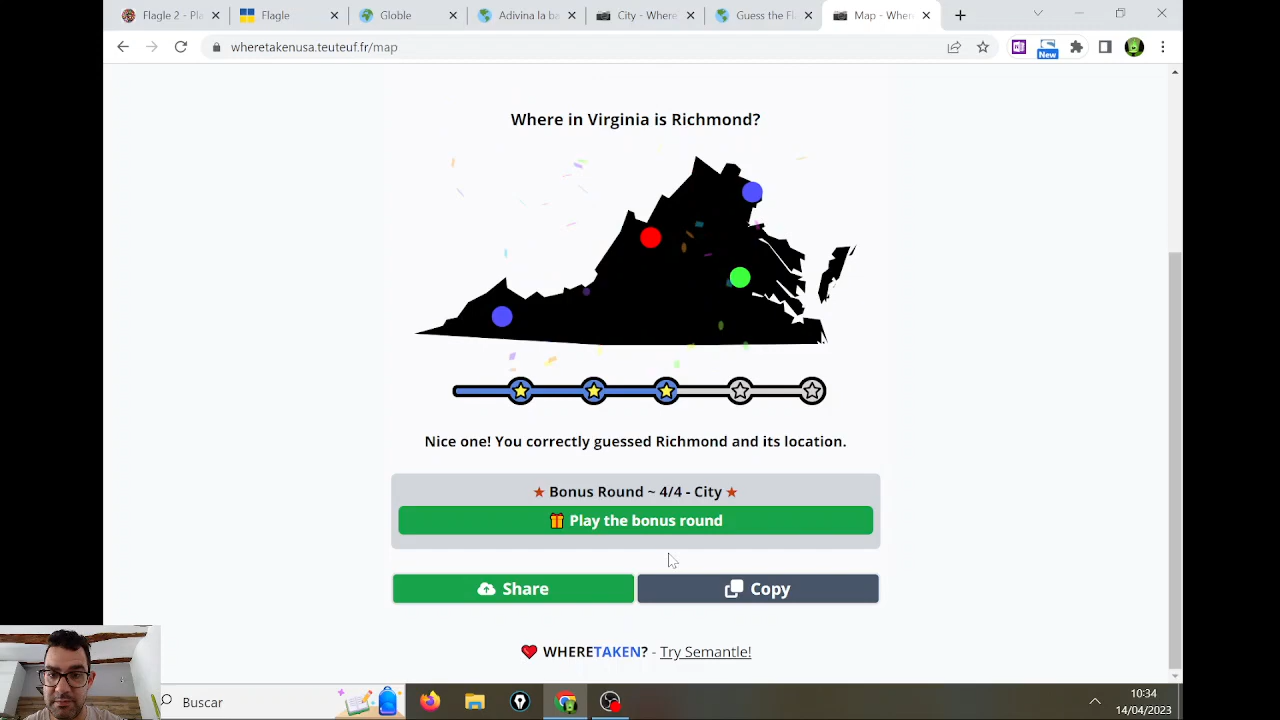 Flagle 2 - Pla
Flagle
Globle
Adivina la ba
City - Where
Guess the FL
Map - When
wheretakenusa.teuteuf.fr/map
New
Where in Virginia is Richmond?
Nice one! You correctly guessed Richmond and its location.
Bonus Round ~ 4/4 - City
Play the bonus round
Share
Copy
WHERETAKEN? - Try Semantle!
Buscar
10:34
14/04/2023